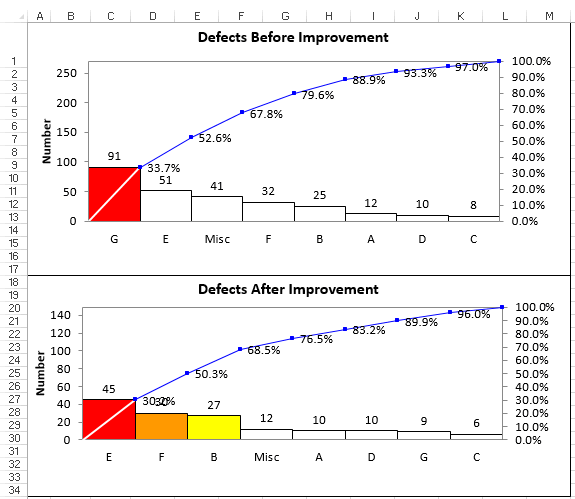 A B C D E F G H I J K L M
1 2 3 4 5 6 7 8 9 10 11 12 13 14 15 16 17 18 19 20 21 22 23 24 25 26 27 28 29 30 31 32 33 34
Defects Before Improvement
Number
250 200 150 100 50 0
100.0% 90.0% 80.0% 70.0% 60.0% 50.0% 40.0% 30.0% 20.0% 10.0% 0.0%
33.7% 52.6% 67.8% 79.6% 88.9% 93.3% 97.0%
91 51 41 32 25 12 10 8
G E Misc F B A D C
Defects After Improvement
Number
140 120 100 80 60 40 20 0
100.0% 90.0% 80.0% 70.0% 60.0% 50.0% 40.0% 30.0% 20.0% 10.0% 0.0%
30.2% 50.3% 68.5% 76.5% 83.2% 89.9% 96.0%
45 30 27 12 10 10 9 6
E F B Misc A D G C